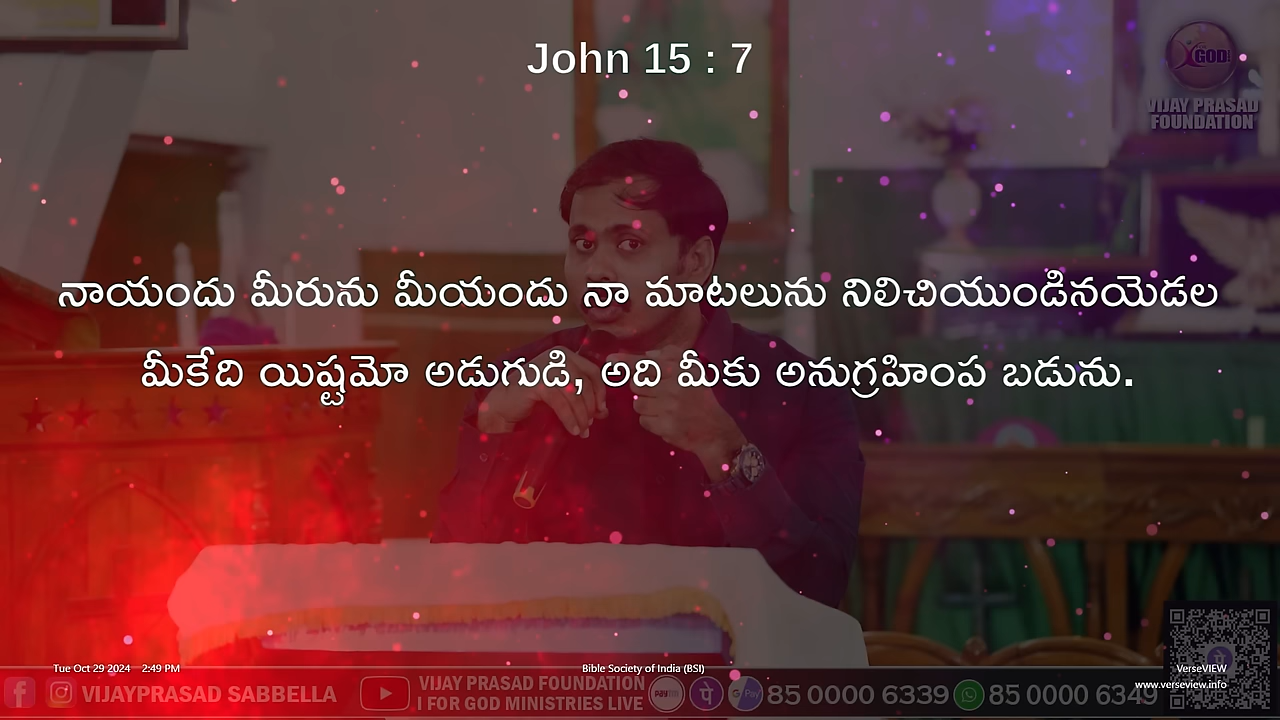 John 15 : 7
GOD
VIJAY PRASAD
FOUNDATION
నాయందు మీరును మీయందు నా మాటలును నిలిచియుండినయెడల
మీకేది యిష్టమో అడుగుడి, అది మీకు అనుగ్రహింప బడును.
Tue Oct 29 2024 2:49 PM
Bible Society of India (BSI)
VerseVIEW
www.verseview.info
VIJAYPRASAD SABBELLA
VIJAY PRASAD FOUNDATION
I FOR GOD MINISTRIES LIVE
Paytm
G Pay
85 0000 6339
85 0000 6349